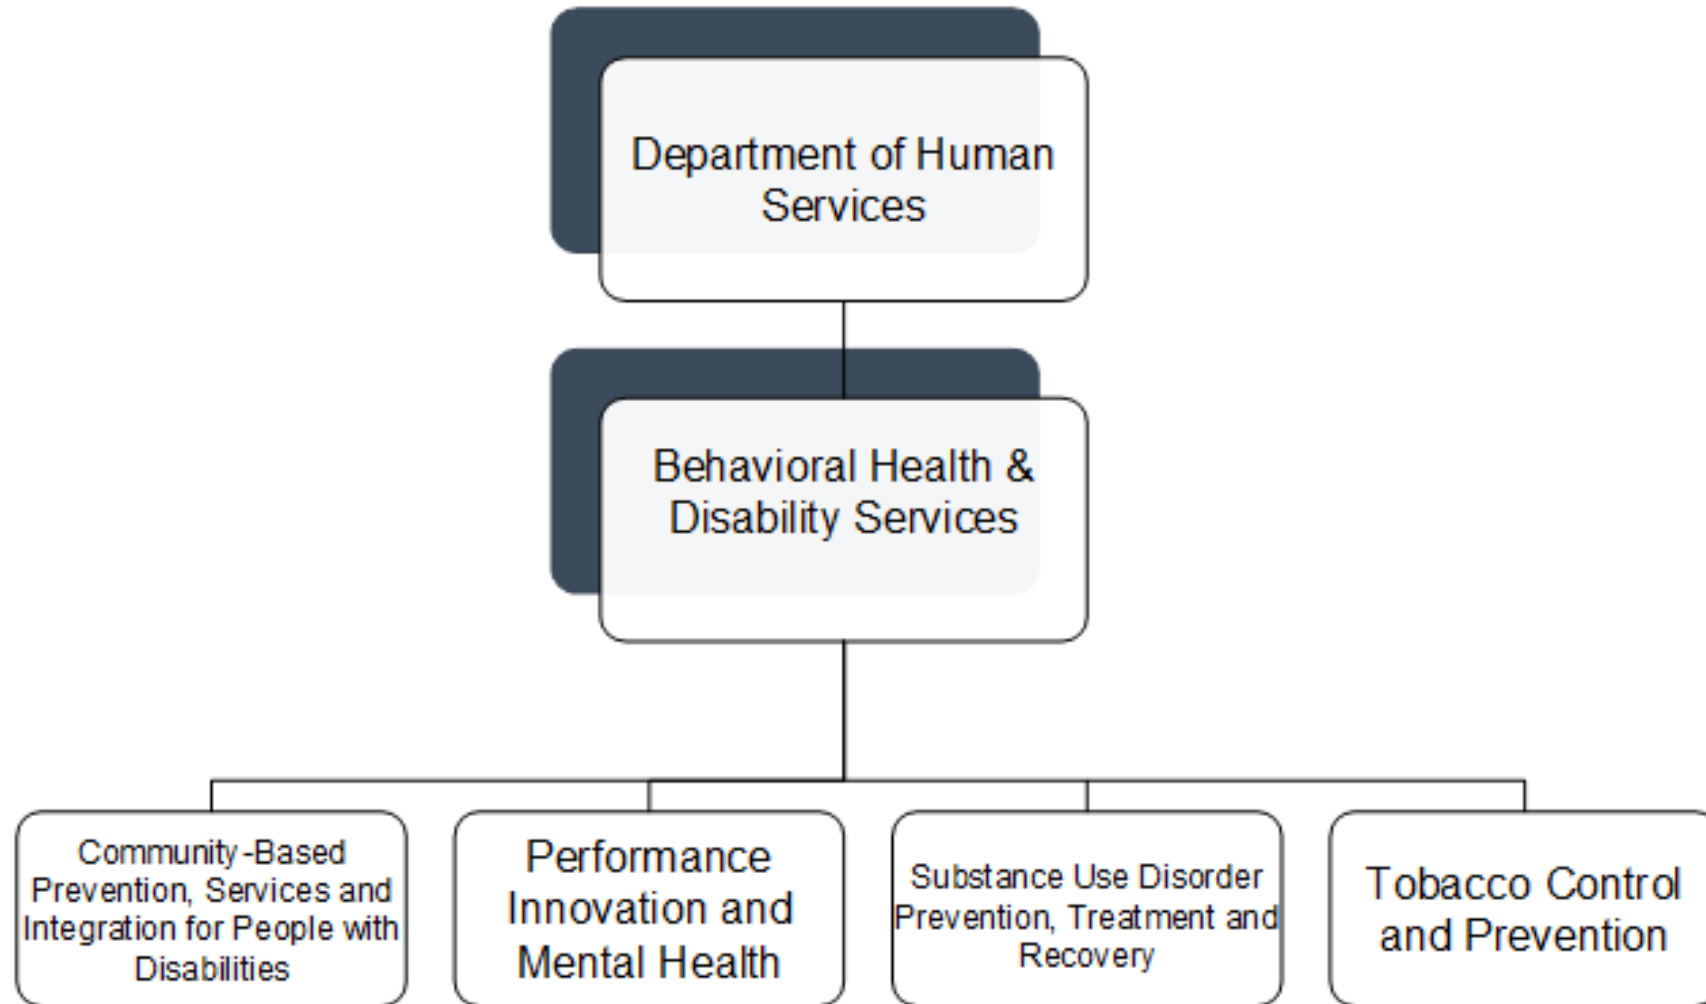 Department of Human
Services
Behavioral Health &
Disability Services
Community-Based
Prevention, Services and
Integration for People with
Disabilities
Performance
Innovation and
Mental Health
Substance Use Disorder
Prevention, Treatment and
Recovery
Tobacco Control
and Prevention